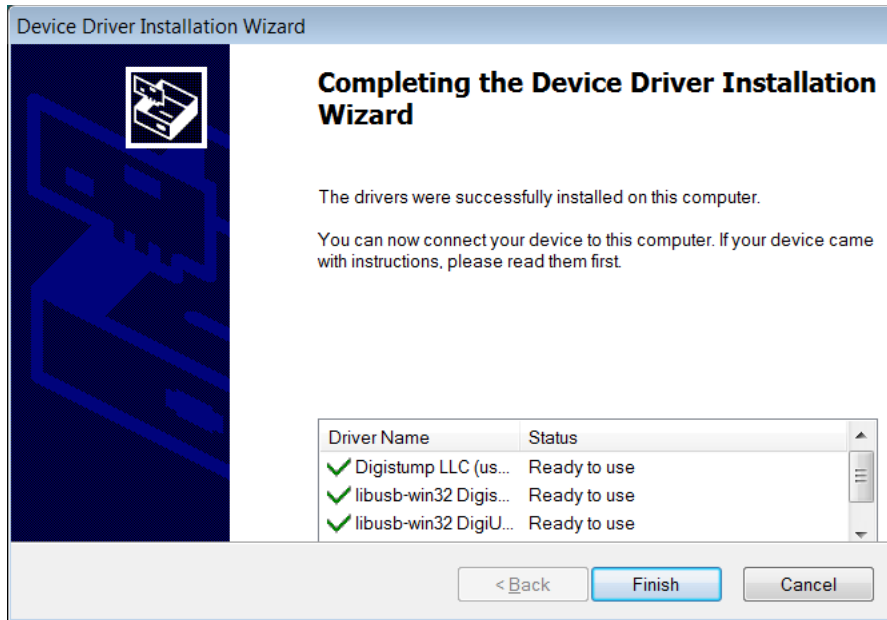 Device Driver Installation Wizard
Completing the Device Driver Installation
Wizard
The drivers were successfully installed on this computer.
You can now connect your device to this computer. If your device came
with instructions, please read them first.
Driver Name Status
Digistump LLC (us... Ready to use
libusb-win32 Digis... Ready to use
libusb-win32 DigiU... Ready to use
< Back Finish Cancel